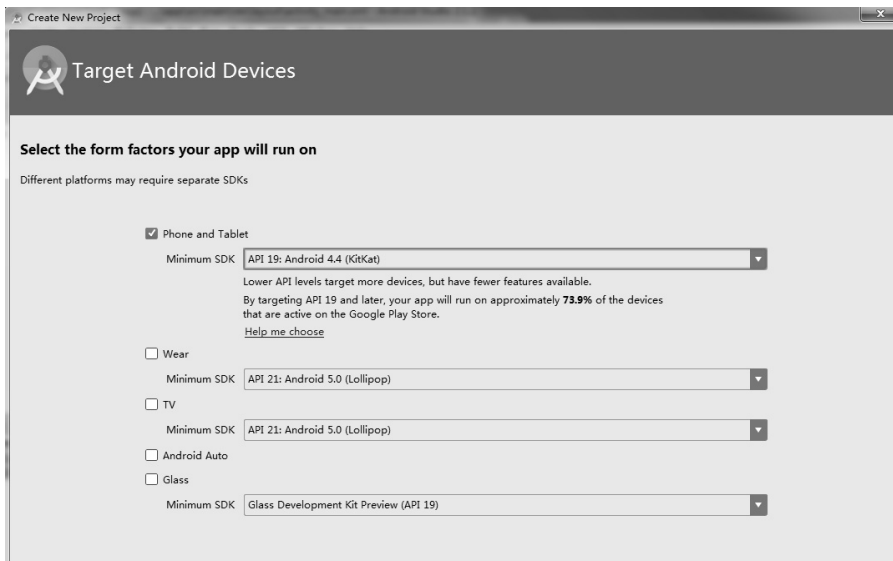 Create New Project
Target Android Devices
Select the form factors your app will run on
Different platforms may require separate SDKs
Phone and Tablet
Minimum SDK API 19: Android 4.4 (KitKat)
Lower API levels target more devices, but have fewer features available.
By targeting API 19 and later, your app will run on approximately 73.9% of the devices
that are active on the Google Play Store.
Help me choose
Wear
Minimum SDK API 21: Android 5.0 (Lollipop)
TV
Minimum SDK API 21: Android 5.0 (Lollipop)
Android Auto
Glass
Minimum SDK Glass Development Kit Preview (API 19)